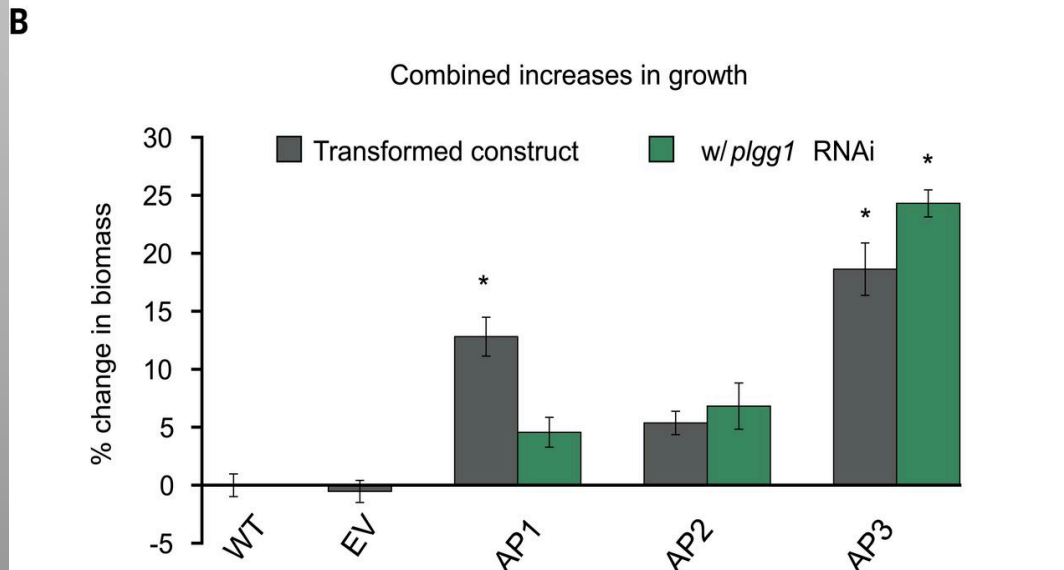 B
Combined increases in growth
Transformed construct
w/ plgg1 RNAi
% change in biomass
30
25
20
15
10
5
0
-5
*
*
*
WT
EV
AP1
AP2
AP3